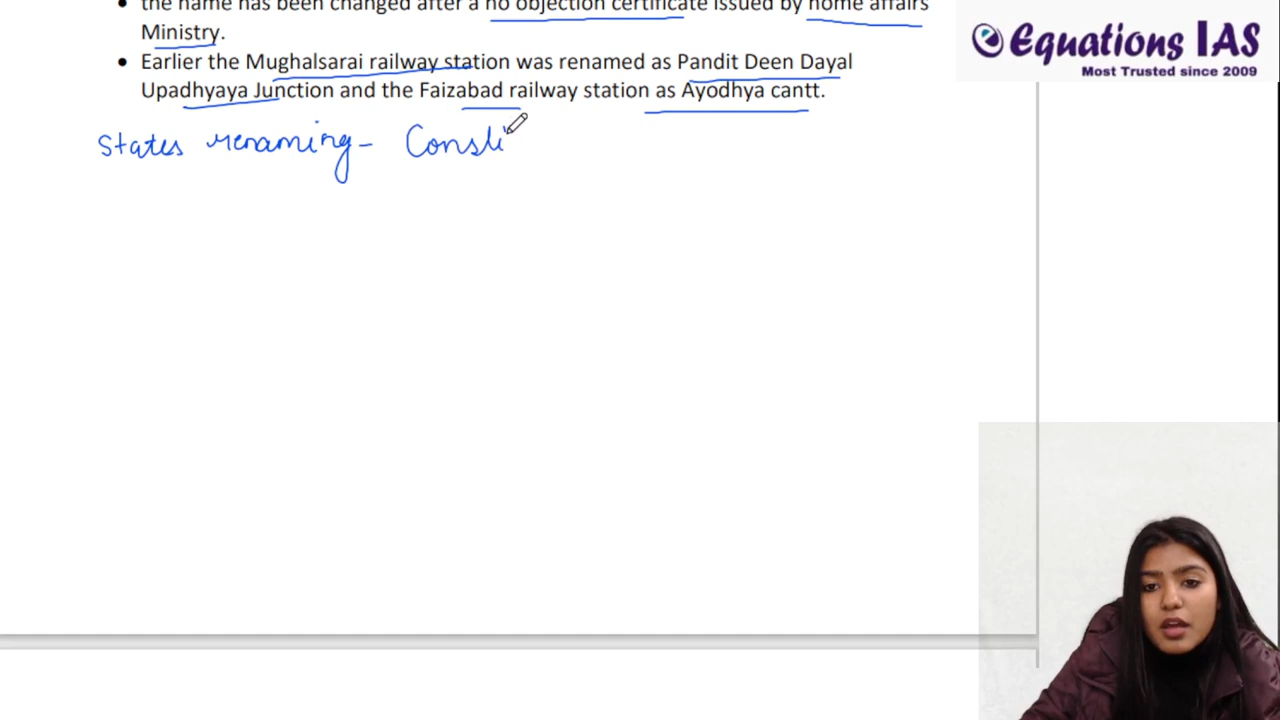 • the name has been changed after a no objection certificate issued by home affairs
Ministry.
• Earlier the Mughalsarai railway station was renamed as Pandit Deen Dayal
Upadhyaya Junction and the Faizabad railway station as Ayodhya cantt.
States renaming - Consti
Equations IAS
Most Trusted since 2009